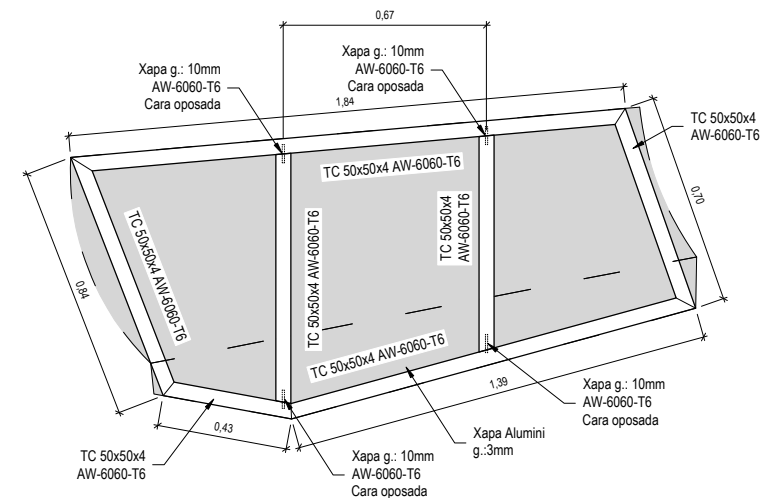 0,67
Xapa g.: 10mm
AW-6060-T6
Cara oposada
Xapa g.: 10mm
AW-6060-T6
Cara oposada
1,84
TC 50x50x4
AW-6060-T6
TC 50x50x4 AW-6060-T6
TC 50x50x4 AW-6060-T6
TC 50x50x4 AW-6060-T6
TC 50x50x4
AW-6060-T6
0,70
0,84
TC 50x50x4 AW-6060-T6
1,39
Xapa g.: 10mm
AW-6060-T6
Cara oposada
0,43
Xapa Alumini
g.:3mm
TC 50x50x4
AW-6060-T6
Xapa g.: 10mm
AW-6060-T6
Cara oposada